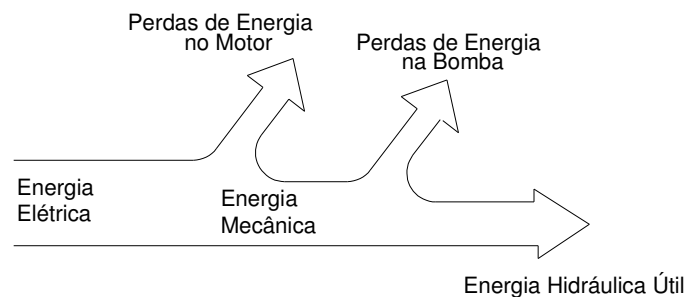 Perdas de Energia
no Motor
Perdas de Energia
na Bomba
Energia
Elétrica
Energia
Mecânica
Energia Hidráulica Útil